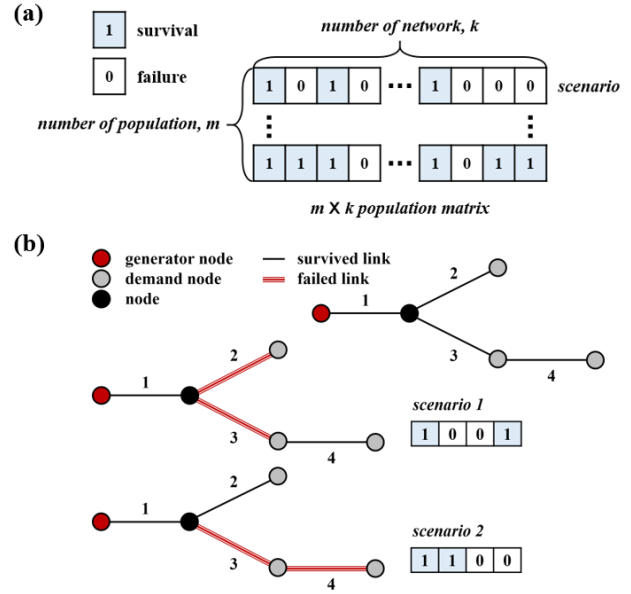 (a)
number of network, k
1 survival
0 failure
number of population, m
1 0 1 0 ... 1 0 0 0 scenario
1 1 1 0 ... 1 0 1 1
m X k population matrix
(b)
generator node
demand node
node
survived link
failed link
1
2
3
4
1
2
3
4
scenario 1
1 0 0 1
1
2
3
4
scenario 2
1 1 0 0